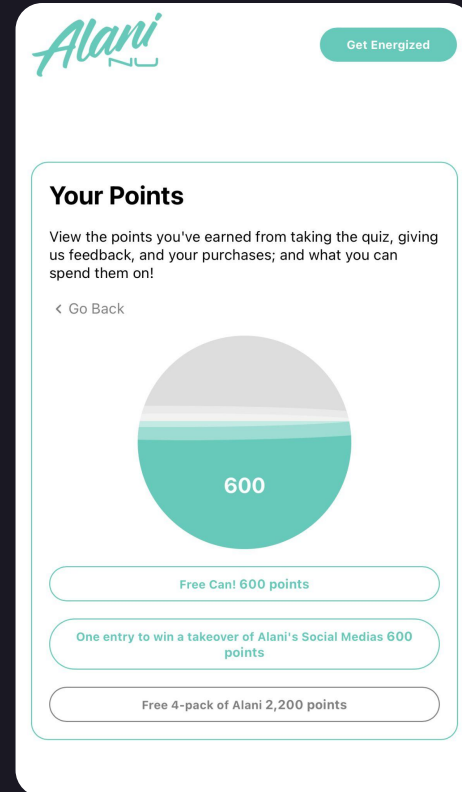 Alani
NU
Get Energized
Your Points
View the points you've earned from taking the quiz, giving
us feedback, and your purchases; and what you can
spend them on!
< Go Back
600
Free Can! 600 points
One entry to win a takeover of Alani's Social Medias 600
points
Free 4-pack of Alani 2,200 points